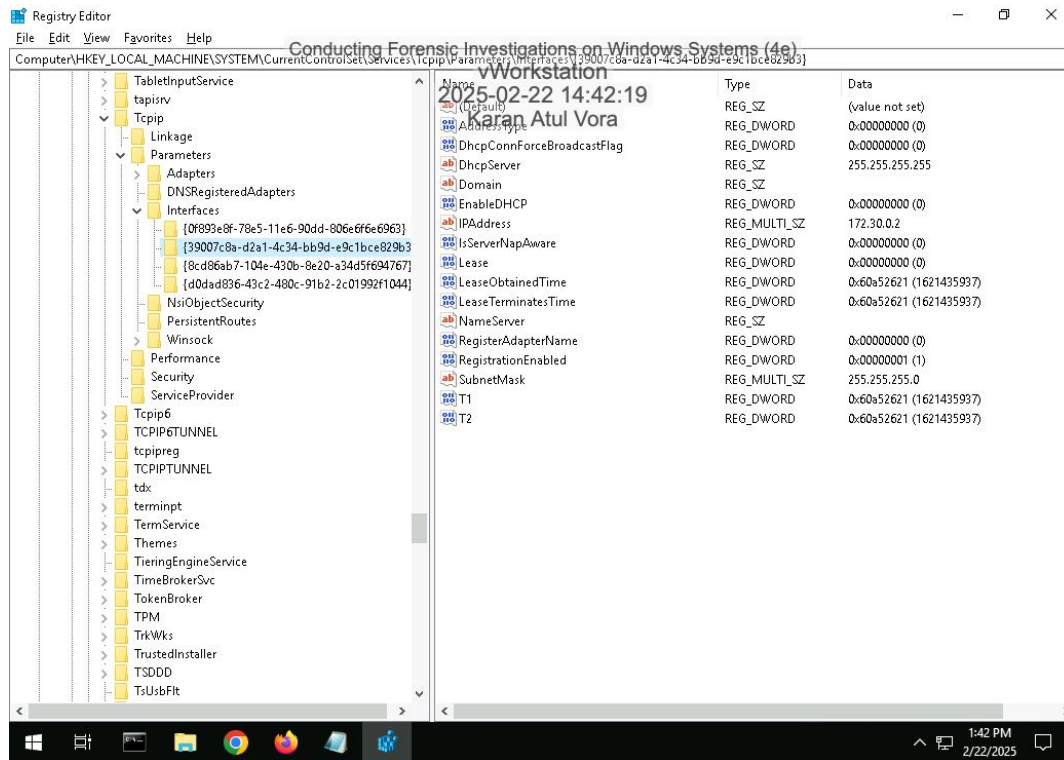 Registry Editor
File Edit View Favorites Help
Computer\HKEY_LOCAL_MACHINE\SYSTEM\CurrentControlSet\Services\Tcpip\Parameters\Interfaces\{39007c8a-d2a1-4c34-bb9d-e9c1bce829b3}
Conducting Forensic Investigations on Windows Systems (4e)
vWorkstation
2025-02-22 14:42:19
Karan Atul Vora
TabletInputService
tapisrv
Tcpip
Linkage
Parameters
Adapters
DNSRegisteredAdapters
Interfaces
{0f893e8f-78e5-11e6-90dd-806e6f6e6963}
{39007c8a-d2a1-4c34-bb9d-e9c1bce829b3
{8cd86ab7-104e-430b-8e20-a34d5f694767}
{d0dad836-43c2-480c-91b2-2c01992f1044}
NsiObjectSecurity
PersistentRoutes
Winsock
Performance
Security
ServiceProvider
Tcpip6
TCPIP6TUNNEL
tcpipreg
TCPIPTUNNEL
tdx
terminpt
TermService
Themes
TieringEngineService
TimeBrokerSvc
TokenBroker
TPM
TrkWks
TrustedInstaller
TSDDD
TsUsbFlt
Name Type Data
(Default) REG_SZ (value not set)
AddressType REG_DWORD 0x00000000 (0)
DhcpConnForceBroadcastFlag REG_DWORD 0x00000000 (0)
DhcpServer REG_SZ 255.255.255.255
Domain REG_SZ
EnableDHCP REG_DWORD 0x00000000 (0)
IPAddress REG_MULTI_SZ 172.30.0.2
IsServerNapAware REG_DWORD 0x00000000 (0)
Lease REG_DWORD 0x00000000 (0)
LeaseObtainedTime REG_DWORD 0x60a52621 (1621435937)
LeaseTerminatesTime REG_DWORD 0x60a52621 (1621435937)
NameServer REG_SZ
RegisterAdapterName REG_DWORD 0x00000000 (0)
RegistrationEnabled REG_DWORD 0x00000001 (1)
SubnetMask REG_MULTI_SZ 255.255.255.0
T1 REG_DWORD 0x60a52621 (1621435937)
T2 REG_DWORD 0x60a52621 (1621435937)
1:42 PM
2/22/2025